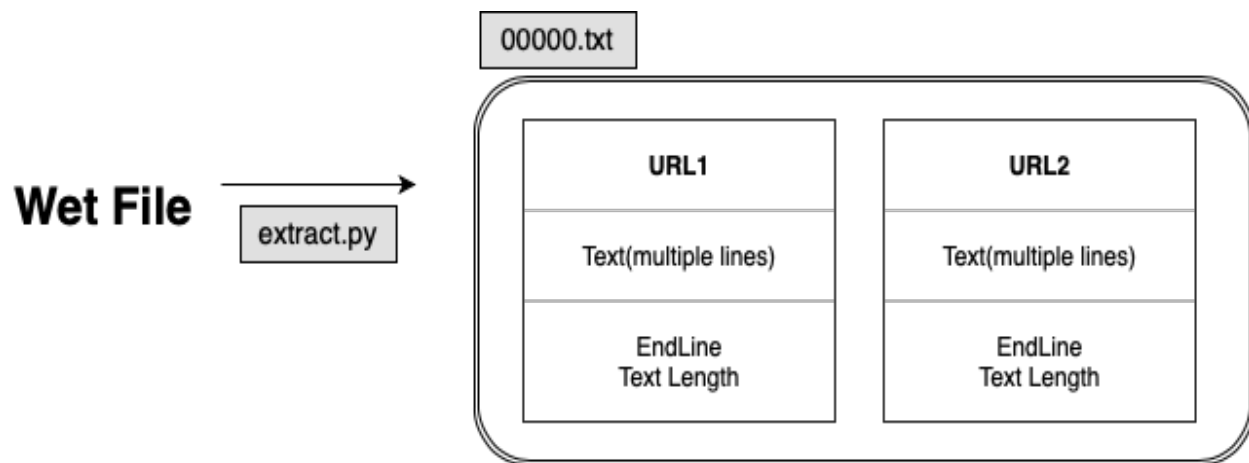 00000.txt
Wet File
extract.py
URL1
Text(multiple lines)
EndLine
Text Length
URL2
Text(multiple lines)
EndLine
Text Length